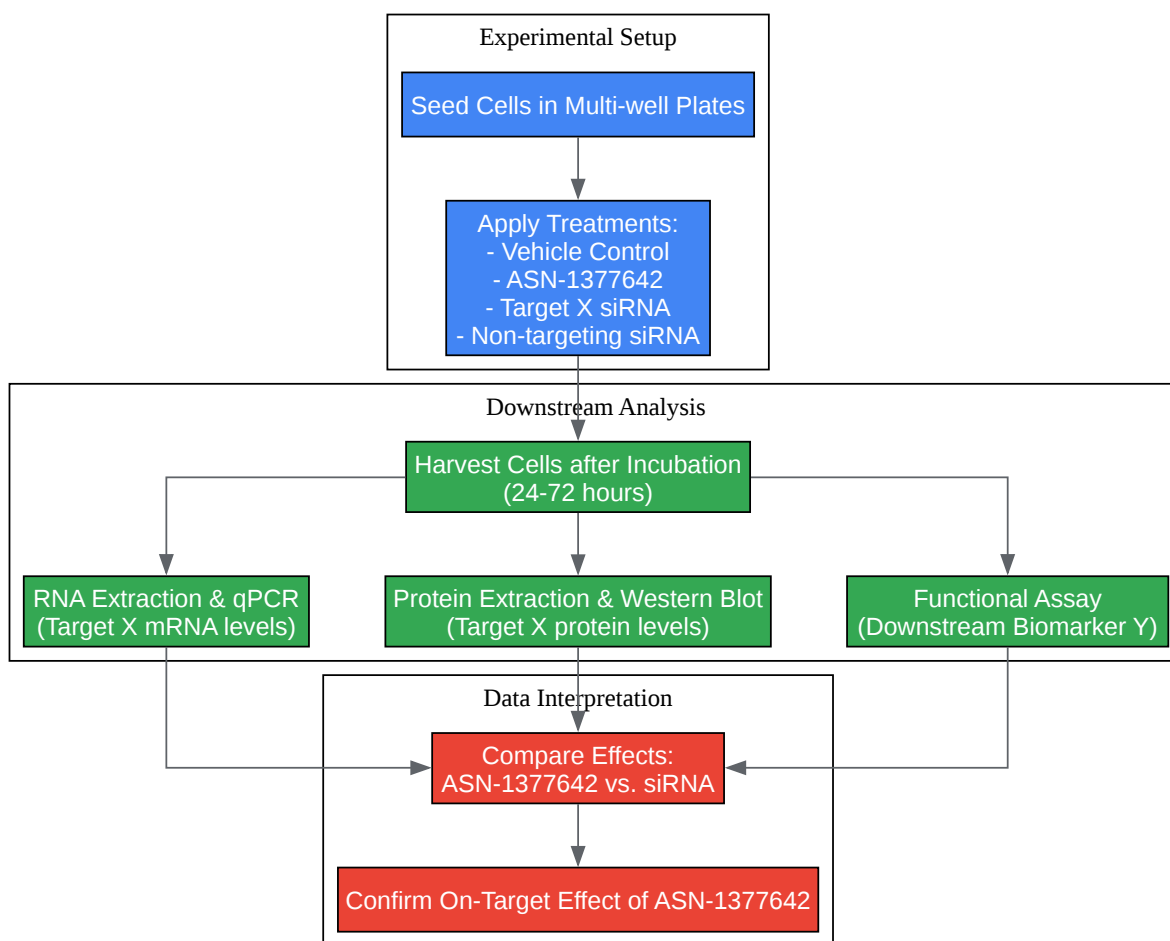 Experimental Setup
Seed Cells in Multi-well Plates
Apply Treatments:
- Vehicle Control
- ASN-1377642
- Target X siRNA
- Non-targeting siRNA
Downstream Analysis
Harvest Cells after Incubation
(24-72 hours)
RNA Extraction & qPCR
(Target X mRNA levels)
Protein Extraction & Western Blot
(Target X protein levels)
Functional Assay
(Downstream Biomarker Y)
Data Interpretation
Compare Effects:
ASN-1377642 vs. siRNA
Confirm On-Target Effect of ASN-1377642